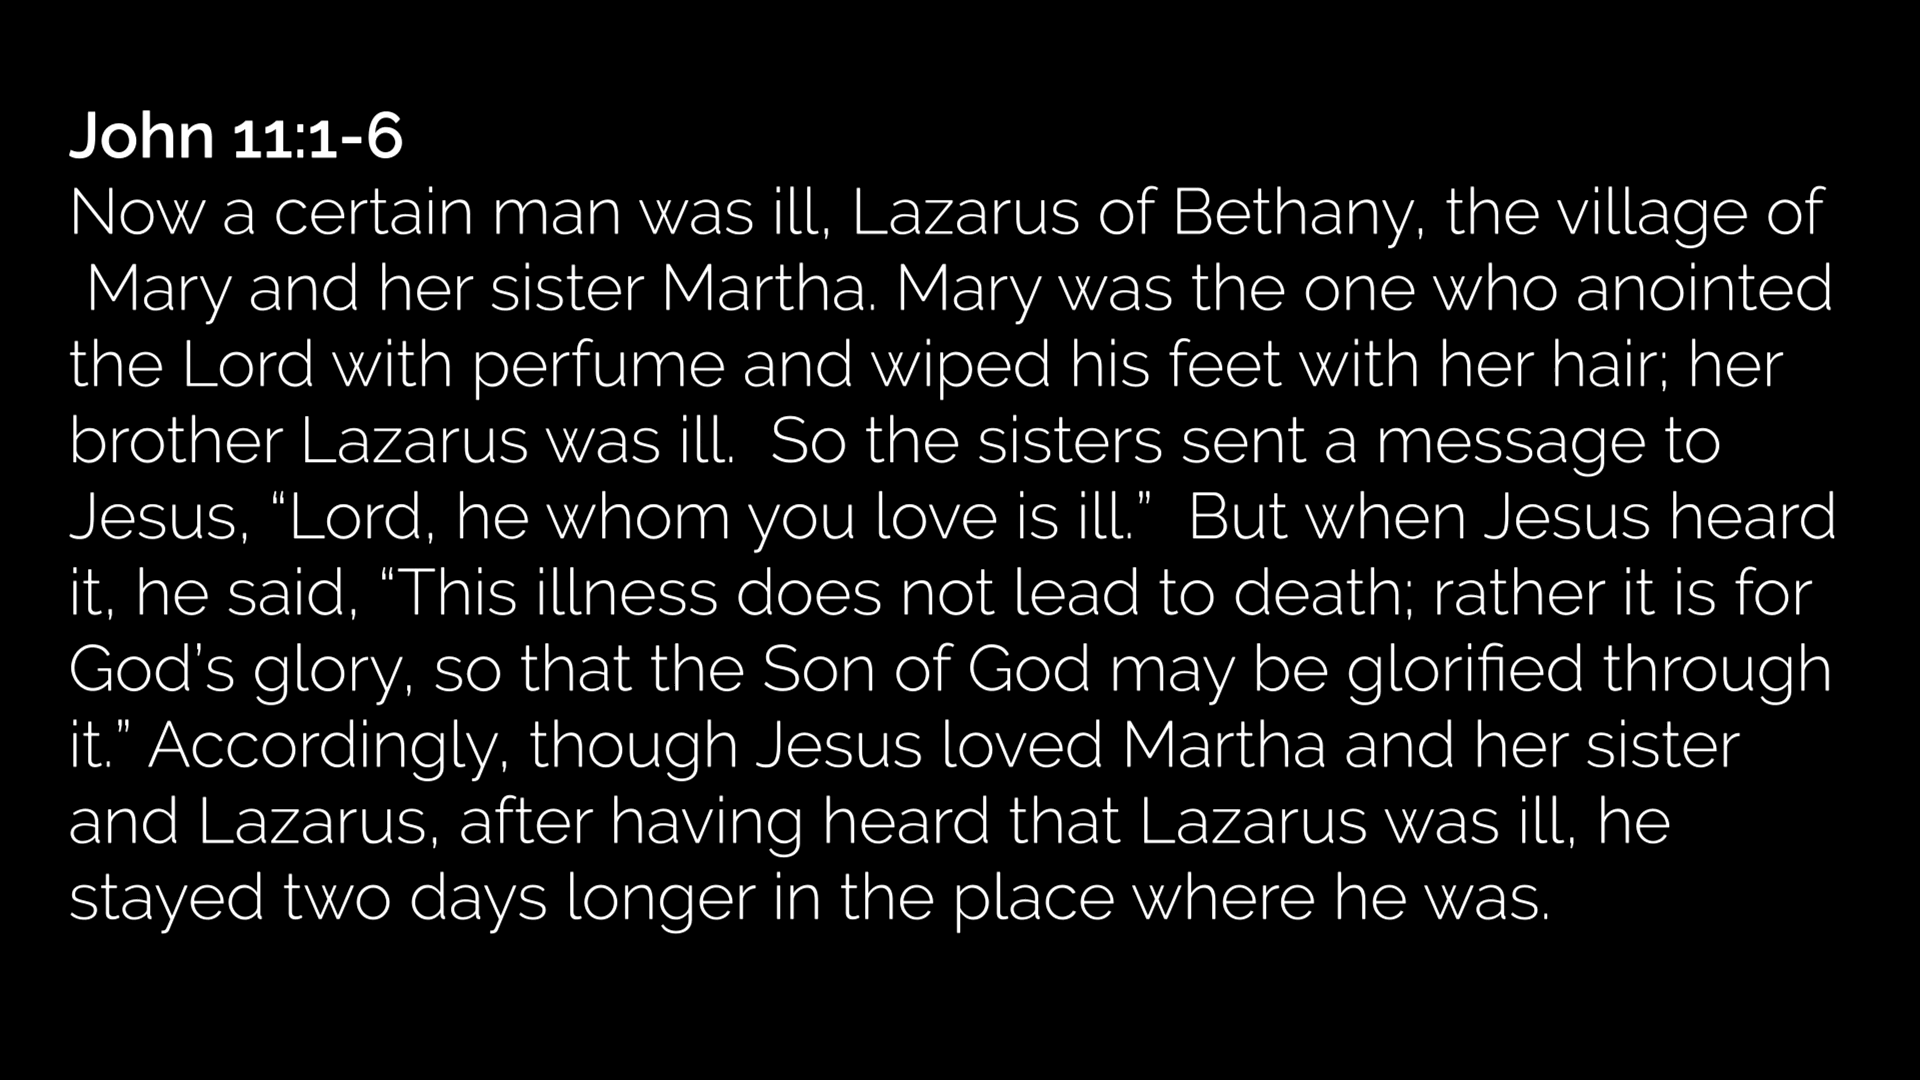 John 11:1-6
Now a certain man was ill, Lazarus of Bethany, the village of
Mary and her sister Martha. Mary was the one who anointed
the Lord with perfume and wiped his feet with her hair; her
brother Lazarus was ill.  So the sisters sent a message to
Jesus, “Lord, he whom you love is ill.”  But when Jesus heard
it, he said, “This illness does not lead to death; rather it is for
God’s glory, so that the Son of God may be glorified through
it.” Accordingly, though Jesus loved Martha and her sister
and Lazarus, after having heard that Lazarus was ill, he
stayed two days longer in the place where he was.